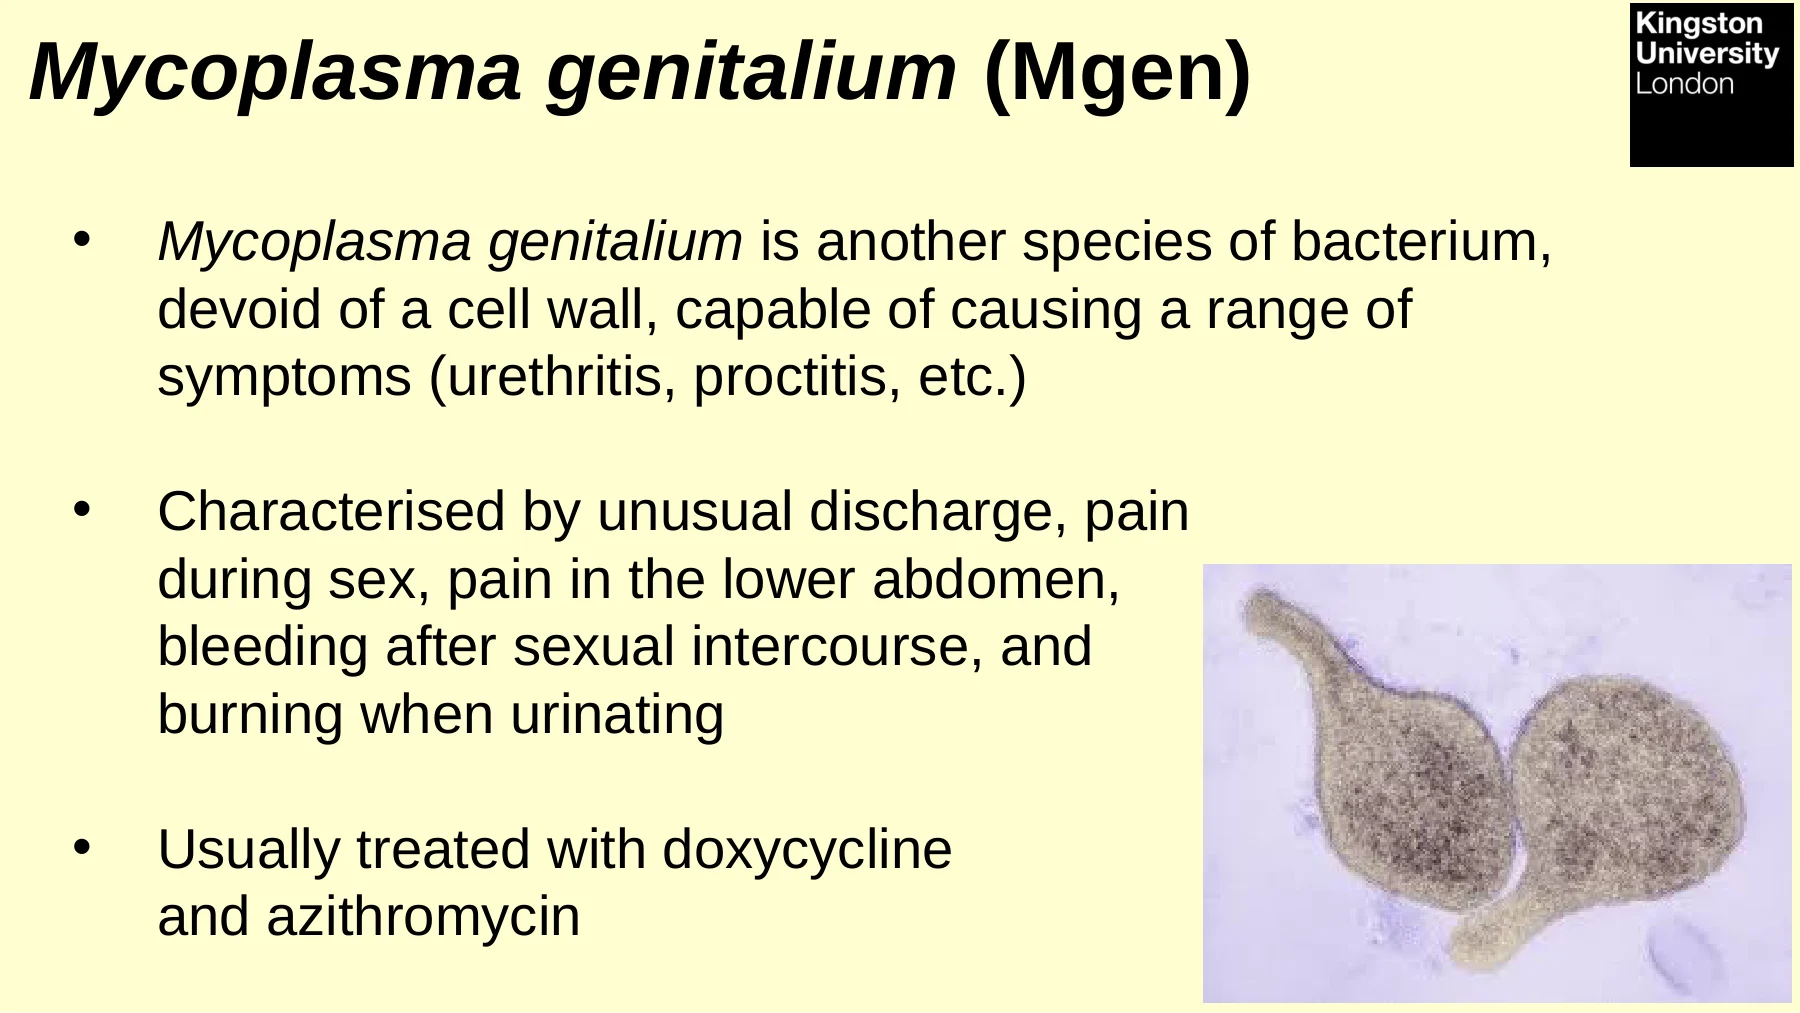 Mycoplasma genitalium (Mgen)
Kingston
University
London
• Mycoplasma genitalium is another species of bacterium,
devoid of a cell wall, capable of causing a range of
symptoms (urethritis, proctitis, etc.)
• Characterised by unusual discharge, pain
during sex, pain in the lower abdomen,
bleeding after sexual intercourse, and
burning when urinating
• Usually treated with doxycycline
and azithromycin